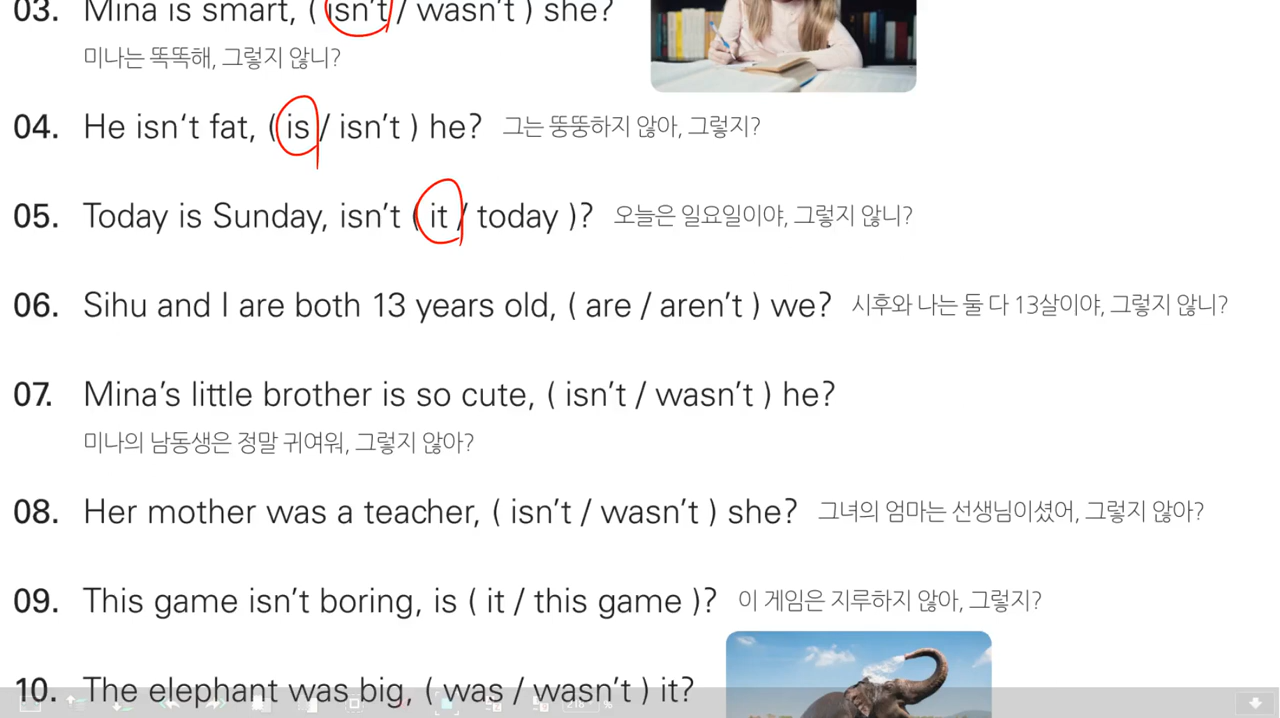 03. Mina is smart, ( isn't / wasn't ) she?
미나는 똑똑해, 그렇지 않니?
04. He isn't fat, ( is / isn't ) he? 그는 뚱뚱하지 않아, 그렇지?
05. Today is Sunday, isn't ( it / today )? 오늘은 일요일이야, 그렇지 않니?
06. Sihu and I are both 13 years old, ( are / aren't ) we? 시후와 나는 둘 다 13살이야, 그렇지 않니?
07. Mina's little brother is so cute, ( isn't / wasn't ) he?
미나의 남동생은 정말 귀여워, 그렇지 않아?
08. Her mother was a teacher, ( isn't / wasn't ) she? 그녀의 엄마는 선생님이셨어, 그렇지 않아?
09. This game isn't boring, is ( it / this game )? 이 게임은 지루하지 않아, 그렇지?
10. The elephant was big, ( was / wasn't ) it?